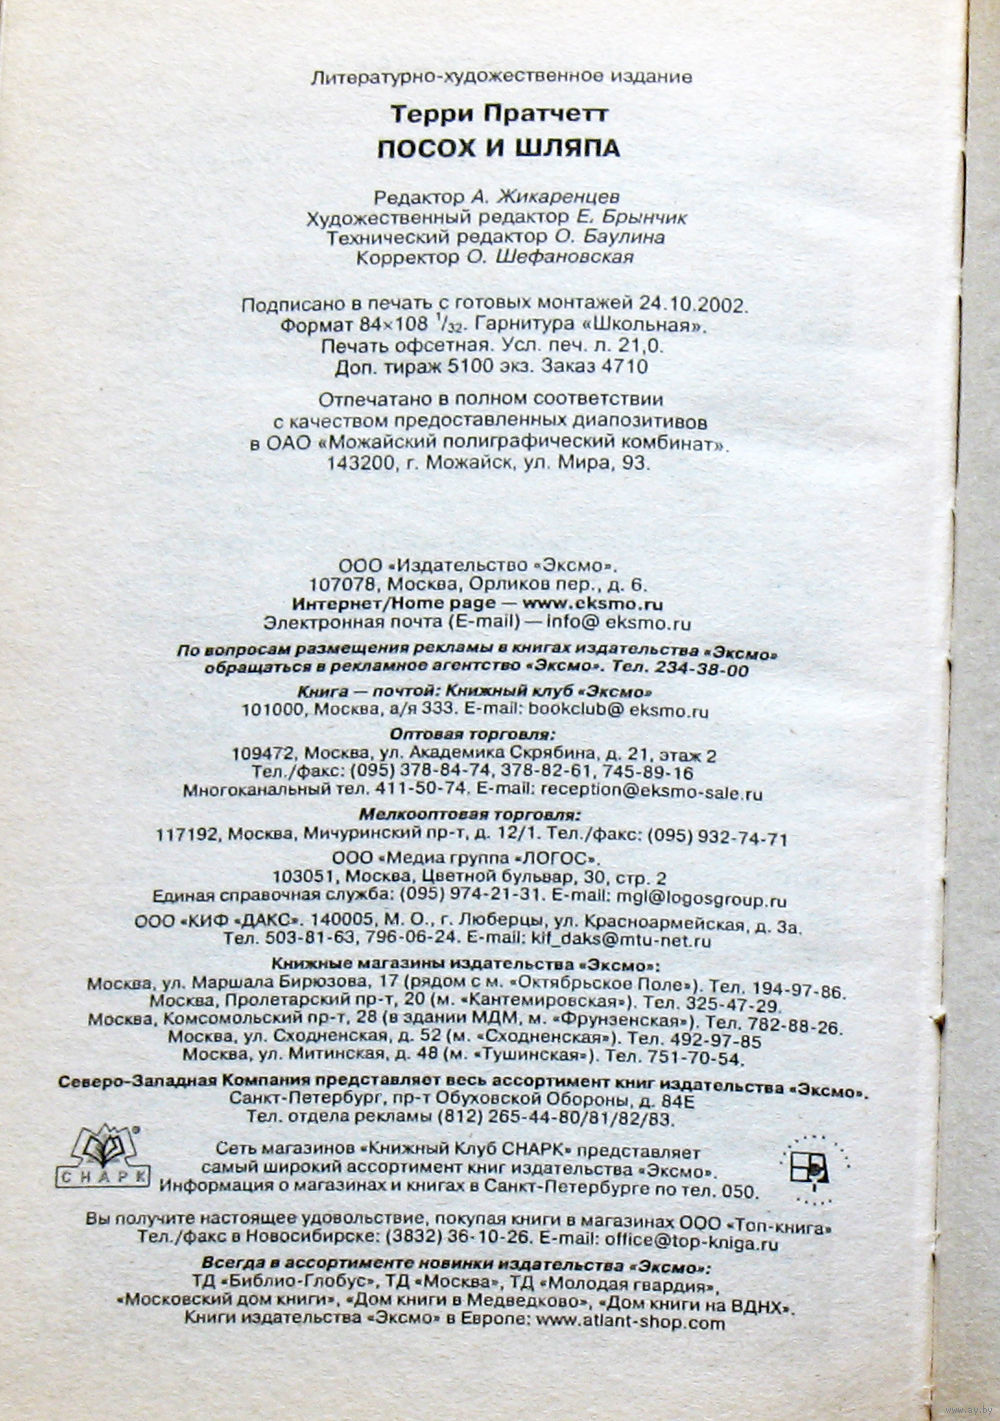 Литературно-художественное издание
Терри Пратчетт
ПОСОХ И ШЛЯПА
Редактор А. Жикаренцев
Художественный редактор Е. Брынчик
Технический редактор О. Баулина
Корректор О. Шефановская
Подписано в печать с готовых монтажей 24.10.2002.
Формат 84×108 1/32. Гарнитура «Школьная».
Печать офсетная. Усл. печ. л. 21,0.
Доп. тираж 5100 экз. Заказ 4710
Отпечатано в полном соответствии
с качеством предоставленных диапозитивов
в ОАО «Можайский полиграфический комбинат».
143200, г. Можайск, ул. Мира, 93.
ООО «Издательство «Эксмо».
107078, Москва, Орликов пер., д. 6.
Интернет/Home page — www.eksmo.ru
Электронная почта (E-mail) — info@ eksmo.ru
По вопросам размещения рекламы в книгах издательства «Эксмо»
обращаться в рекламное агентство «Эксмо». Тел. 234-38-00
Книга — почтой: Книжный клуб «Эксмо»
101000, Москва, а/я 333. E-mail: bookclub@ eksmo.ru
Оптовая торговля:
109472, Москва, ул. Академика Скрябина, д. 21, этаж 2
Тел./факс: (095) 378-84-74, 378-82-61, 745-89-16
Многоканальный тел. 411-50-74. E-mail: reception@eksmo-sale.ru
Мелкооптовая торговля:
117192, Москва, Мичуринский пр-т, д. 12/1. Тел./факс: (095) 932-74-71
ООО «Медиа группа «ЛОГОС».
103051, Москва, Цветной бульвар, 30, стр. 2
Единая справочная служба: (095) 974-21-31. E-mail: mgl@logosgroup.ru
ООО «КИФ «ДАКС». 140005, М. О., г. Люберцы, ул. Красноармейская, д. 3а.
Тел. 503-81-63, 796-06-24. E-mail: kif_daks@mtu-net.ru
Книжные магазины издательства «Эксмо»:
Москва, ул. Маршала Бирюзова, 17 (рядом с м. «Октябрьское Поле»). Тел. 194-97-86.
Москва, Пролетарский пр-т, 20 (м. «Кантемировская»). Тел. 325-47-29.
Москва, Комсомольский пр-т, 28 (в здании МДМ, м. «Фрунзенская»). Тел. 782-88-26.
Москва, ул. Сходненская, д. 52 (м. «Сходненская»). Тел. 492-97-85
Москва, ул. Митинская, д. 48 (м. «Тушинская»). Тел. 751-70-54.
Северо-Западная Компания представляет весь ассортимент книг издательства «Эксмо».
Санкт-Петербург, пр-т Обуховской Обороны, д. 84Е
Тел. отдела рекламы (812) 265-44-80/81/82/83.
СНАРК
Сеть магазинов «Книжный Клуб СНАРК» представляет
самый широкий ассортимент книг издательства «Эксмо».
Информация о магазинах и книгах в Санкт-Петербурге по тел. 050.
Вы получите настоящее удовольствие, покупая книги в магазинах ООО «Топ-книга»
Тел./факс в Новосибирске: (3832) 36-10-26. E-mail: office@top-kniga.ru
Всегда в ассортименте новинки издательства «Эксмо»:
ТД «Библио-Глобус», ТД «Москва», ТД «Молодая гвардия»,
«Московский дом книги», «Дом книги в Медведково», «Дом книги на ВДНХ».
Книги издательства «Эксмо» в Европе: www.atlant-shop.com
www.ay.by